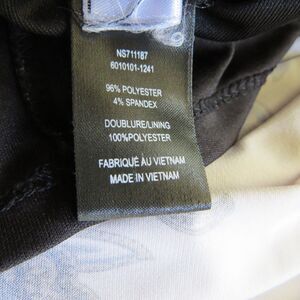 NS711187
6010101-1241
96% POLYESTER
4% SPANDEX
DOUBLURE/LINING
100%POLYESTER
FABRIQUÉ AU VIETNAM
MADE IN VIETNAM